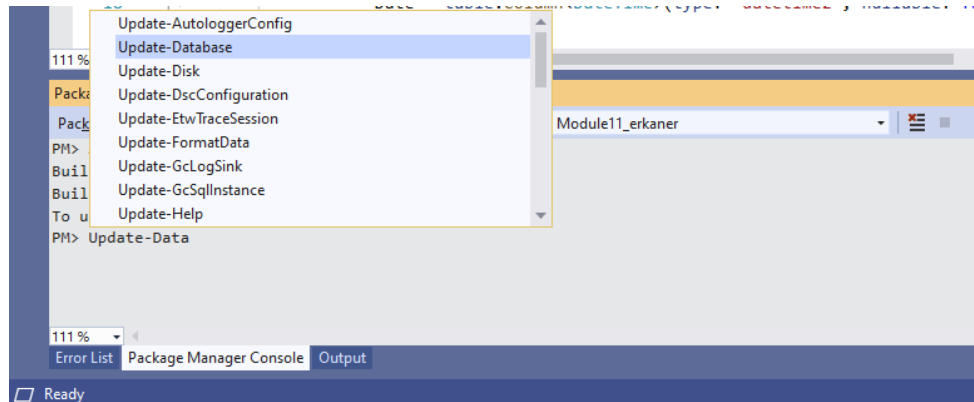 Update-AutologgerConfig
Update-Database
111 %
Update-Disk
Update-DscConfiguration
Update-EtwTraceSession
Module11_erkaner
Update-FormatData
PM>
Update-GcLogSink
Buil
Update-GcSqlInstance
Buil
Update-Help
To u
PM> Update-Data
111 %
Error List Package Manager Console Output
Ready